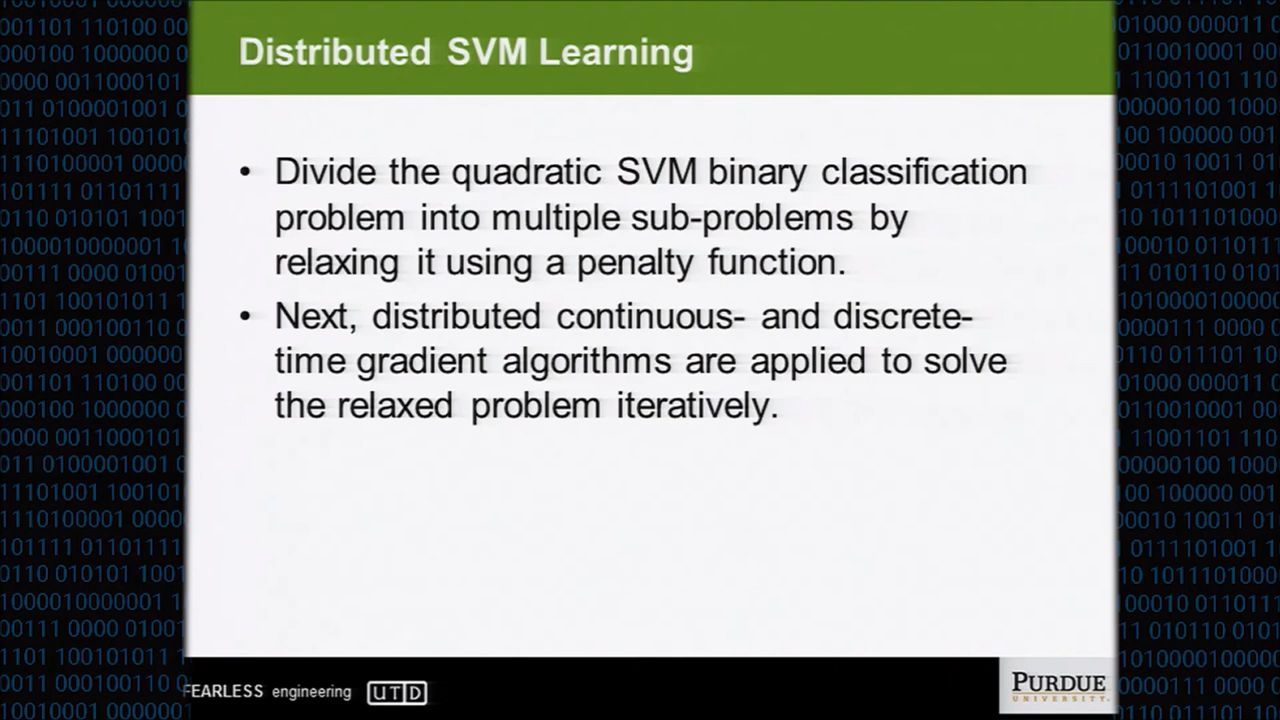 Distributed SVM Learning
• Divide the quadratic SVM binary classification
problem into multiple sub-problems by
relaxing it using a penalty function.
• Next, distributed continuous- and discrete-
time gradient algorithms are applied to solve
the relaxed problem iteratively.
FEARLESS engineering
UTD
PURDUE
UNIVERSITY